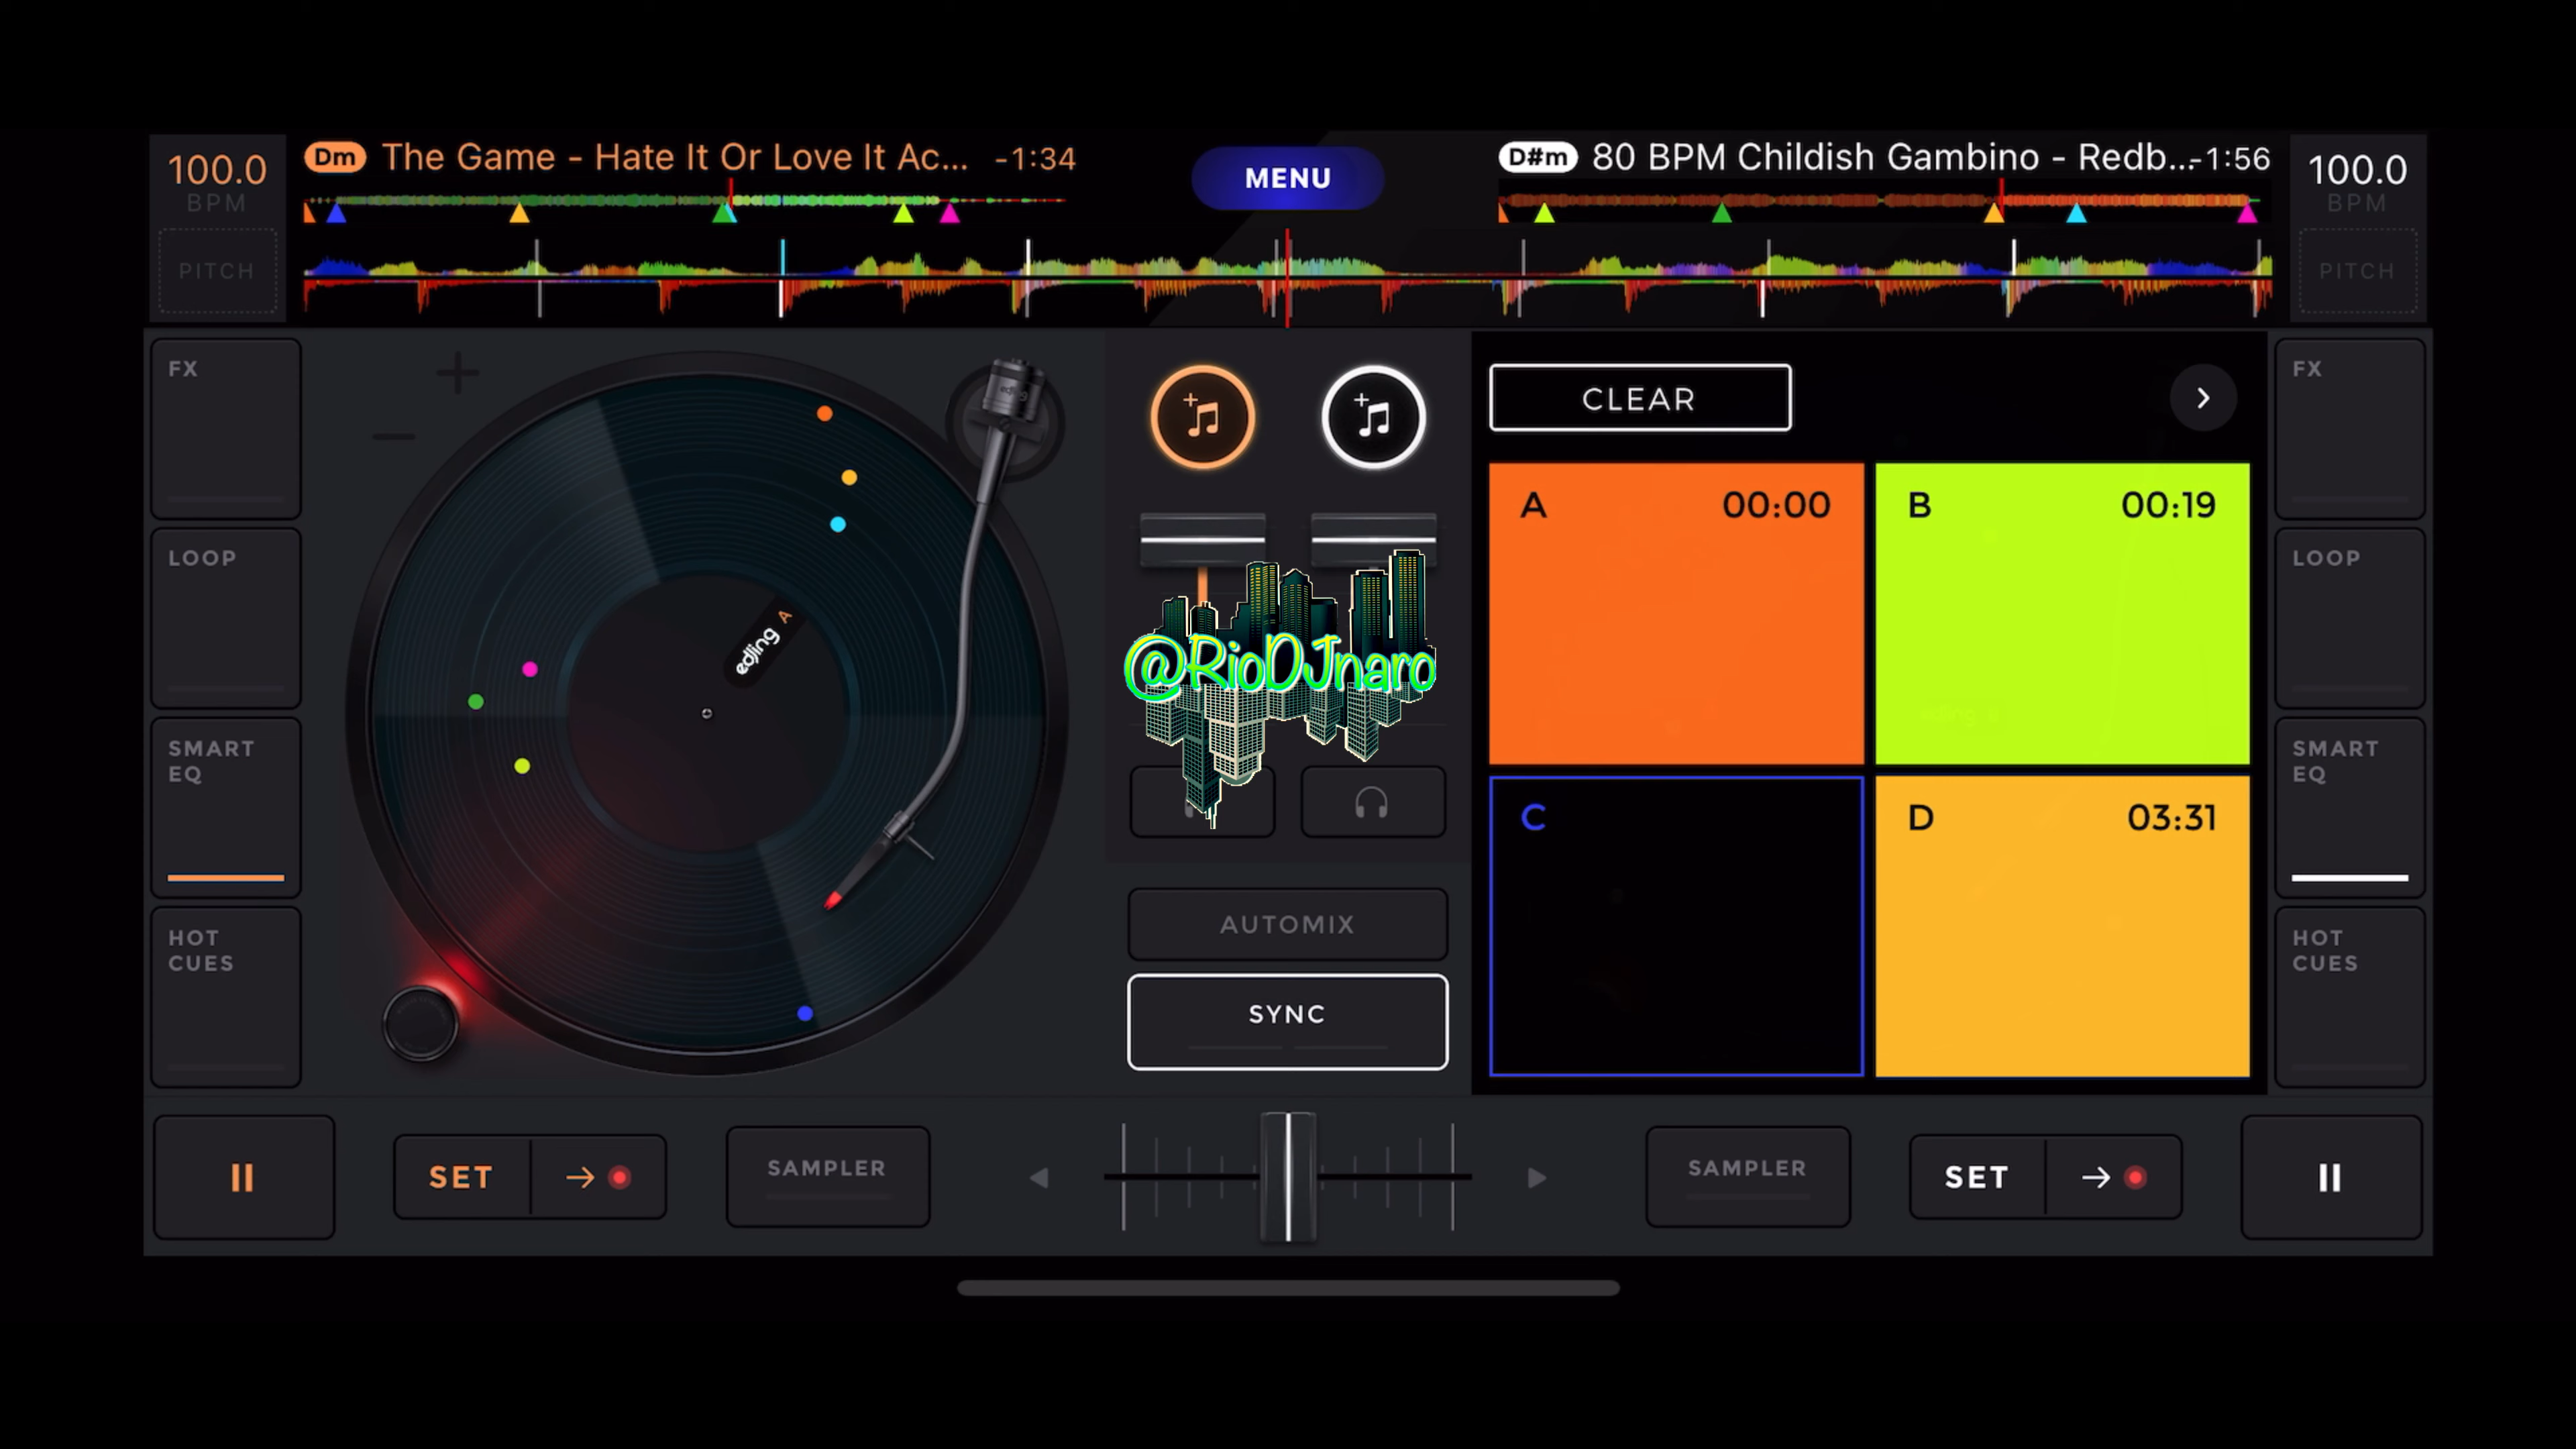 100.0
BPM
PITCH
Dm The Game - Hate It Or Love It Ac... -1:34
MENU
D#m 80 BPM Childish Gambino - Redb... -1:56
100.0
BPM
PITCH
FX
LOOP
SMART
EQ
HOT
CUES
edjing A
@RioDJnaro
AUTOMIX
SYNC
CLEAR
A 00:00
B 00:19
C
D 03:31
FX
LOOP
SMART
EQ
HOT
CUES
SET
SAMPLER
SAMPLER
SET